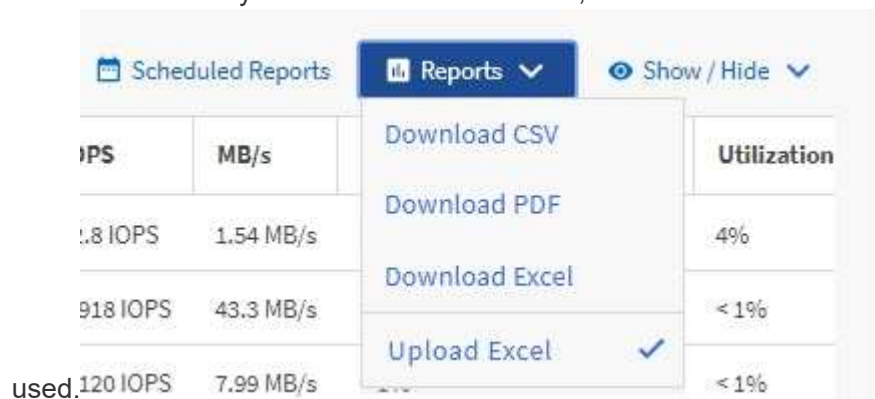 Scheduled Reports Reports Show / Hide
OPS MB/s Utilization
Download CSV
.8 IOPS 1.54 MB/s 4%
Download PDF
918 IOPS 43.3 MB/s <1%
Download Excel
Upload Excel
used. 120 IOPS 7.99 MB/s <1%